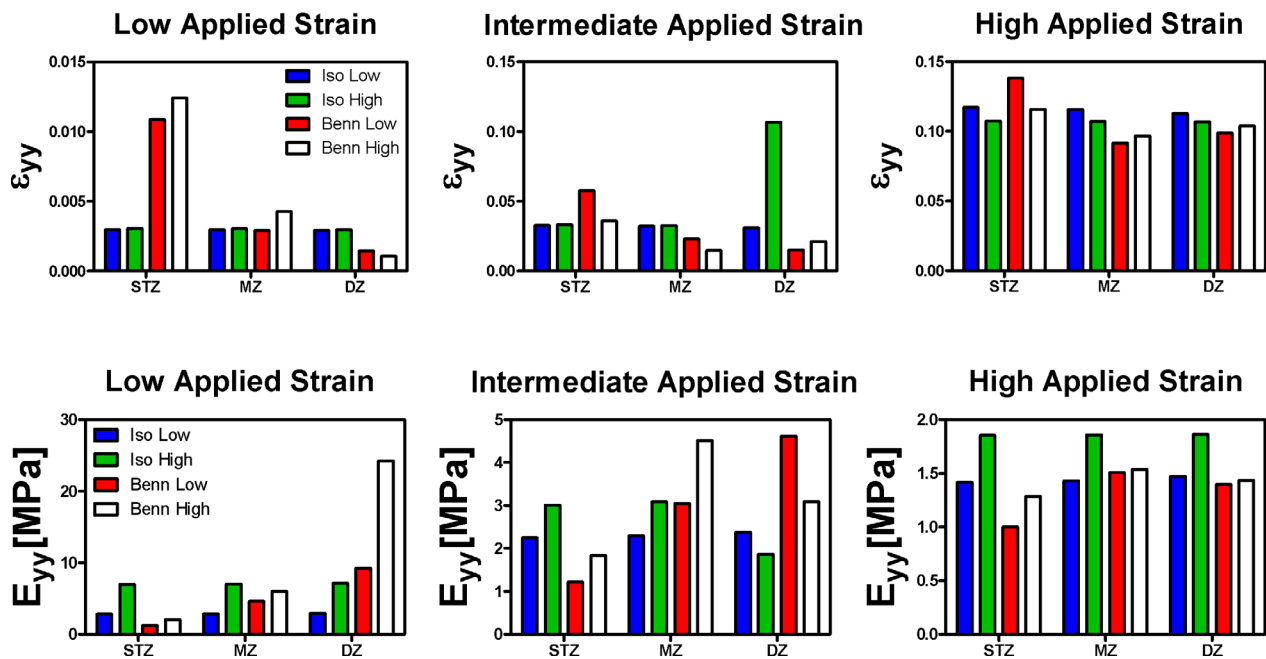 Low Applied Strain
εyy
0.015
0.010
0.005
0.000
Iso Low
Iso High
Benn Low
Benn High
STZ MZ DZ
Intermediate Applied Strain
εyy
0.15
0.10
0.05
0.00
STZ MZ DZ
High Applied Strain
εyy
0.15
0.10
0.05
0.00
STZ MZ DZ
Low Applied Strain
Eyy[MPa]
30
20
10
0
Iso Low
Iso High
Benn Low
Benn High
STZ MZ DZ
Intermediate Applied Strain
Eyy[MPa]
5
4
3
2
1
0
STZ MZ DZ
High Applied Strain
Eyy[MPa]
2.0
1.5
1.0
0.5
0.0
STZ MZ DZ